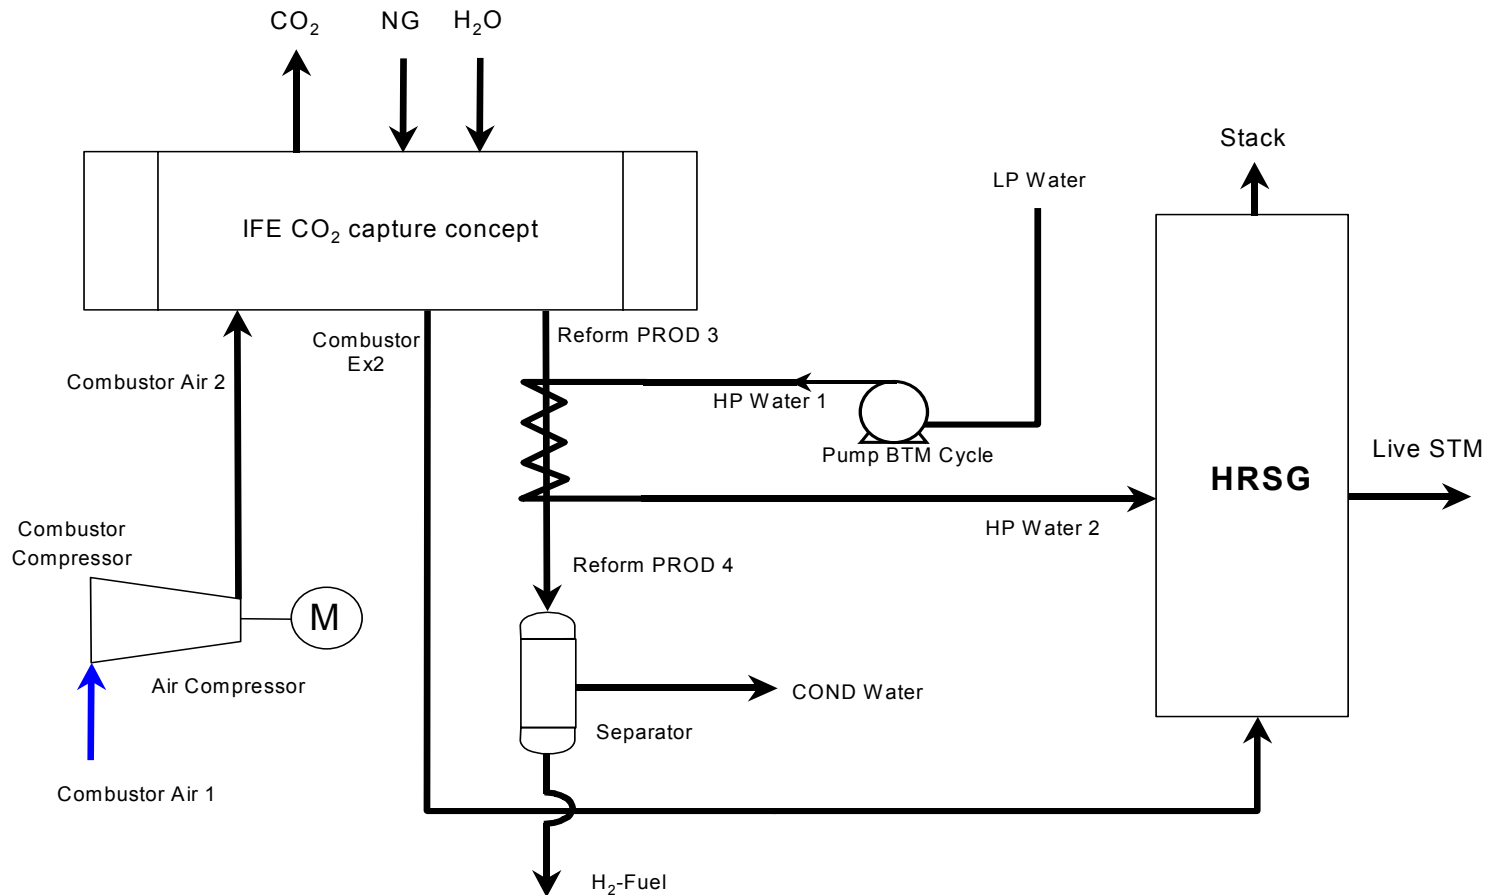 CO₂ NG H₂O
Stack
LP Water
IFE CO₂ capture concept
Combustor
Ex2
Reform PROD 3
Combustor Air 2
HP Water 1
Pump BTM Cycle
Live STM
HRSG
Combustor
Compressor
HP Water 2
Reform PROD 4
M
Air Compressor
COND Water
Separator
Combustor Air 1
H₂-Fuel